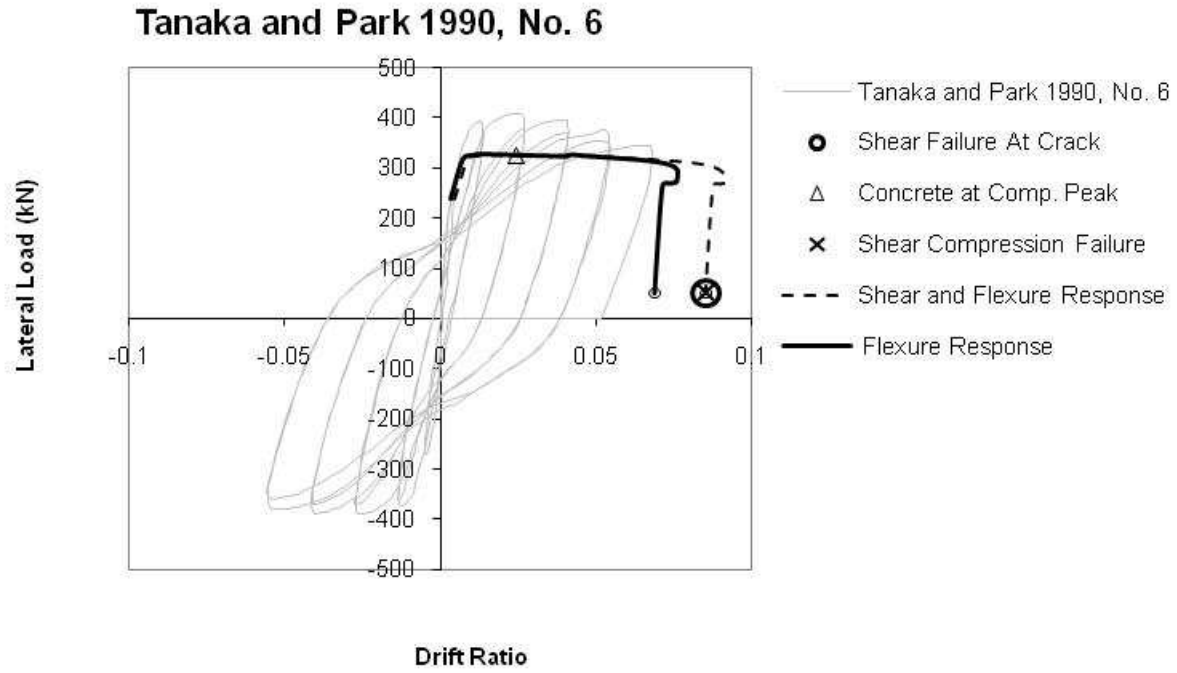 Tanaka and Park 1990, No. 6
500
400
300
200
100
0
-100
-200
-300
-400
-500
-0.1
-0.05
0
0.05
0.1
Lateral Load (kN)
Drift Ratio
Tanaka and Park 1990, No. 6
Shear Failure At Crack
Concrete at Comp. Peak
Shear Compression Failure
Shear and Flexure Response
Flexure Response